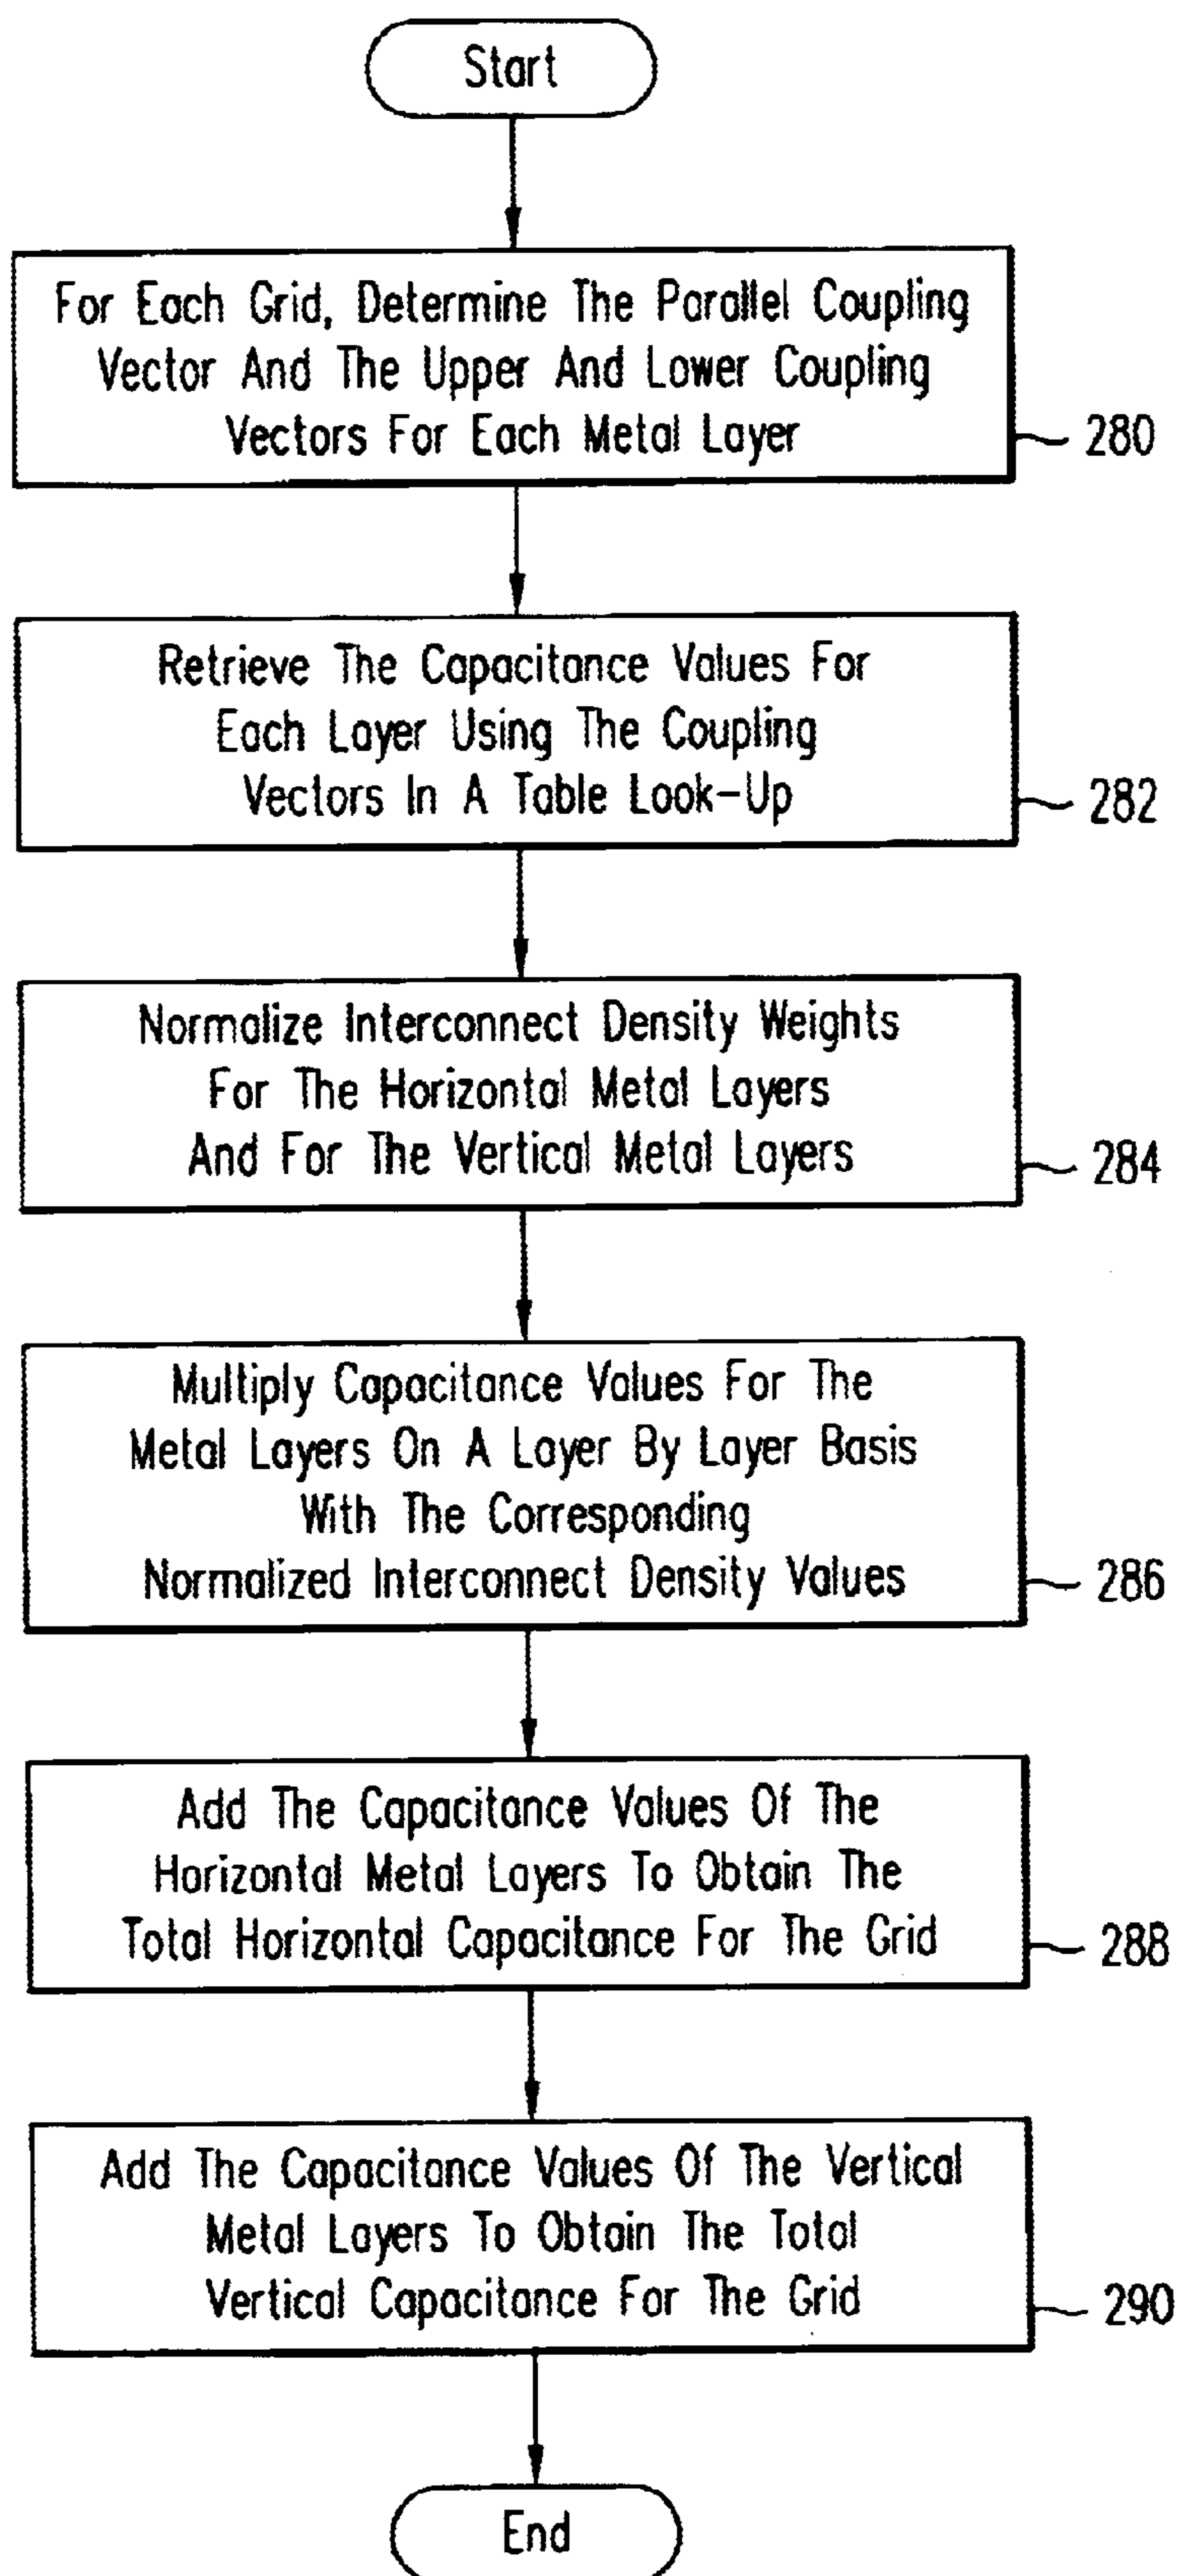 Start
For Each Grid, Determine The Parallel Coupling
Vector And The Upper And Lower Coupling
Vectors For Each Metal Layer
280
Retrieve The Capacitance Values For
Each Layer Using The Coupling
Vectors In A Table Look-Up
282
Normalize Interconnect Density Weights
For The Horizontal Metal Layers
And For The Vertical Metal Layers
284
Multiply Capacitance Values For The
Metal Layers On A Layer By Layer Basis
With The Corresponding
Normalized Interconnect Density Values
286
Add The Capacitance Values Of The
Horizontal Metal Layers To Obtain The
Total Horizontal Capacitance For The Grid
288
Add The Capacitance Values Of The Vertical
Metal Layers To Obtain The Total
Vertical Capacitance For The Grid
290
End